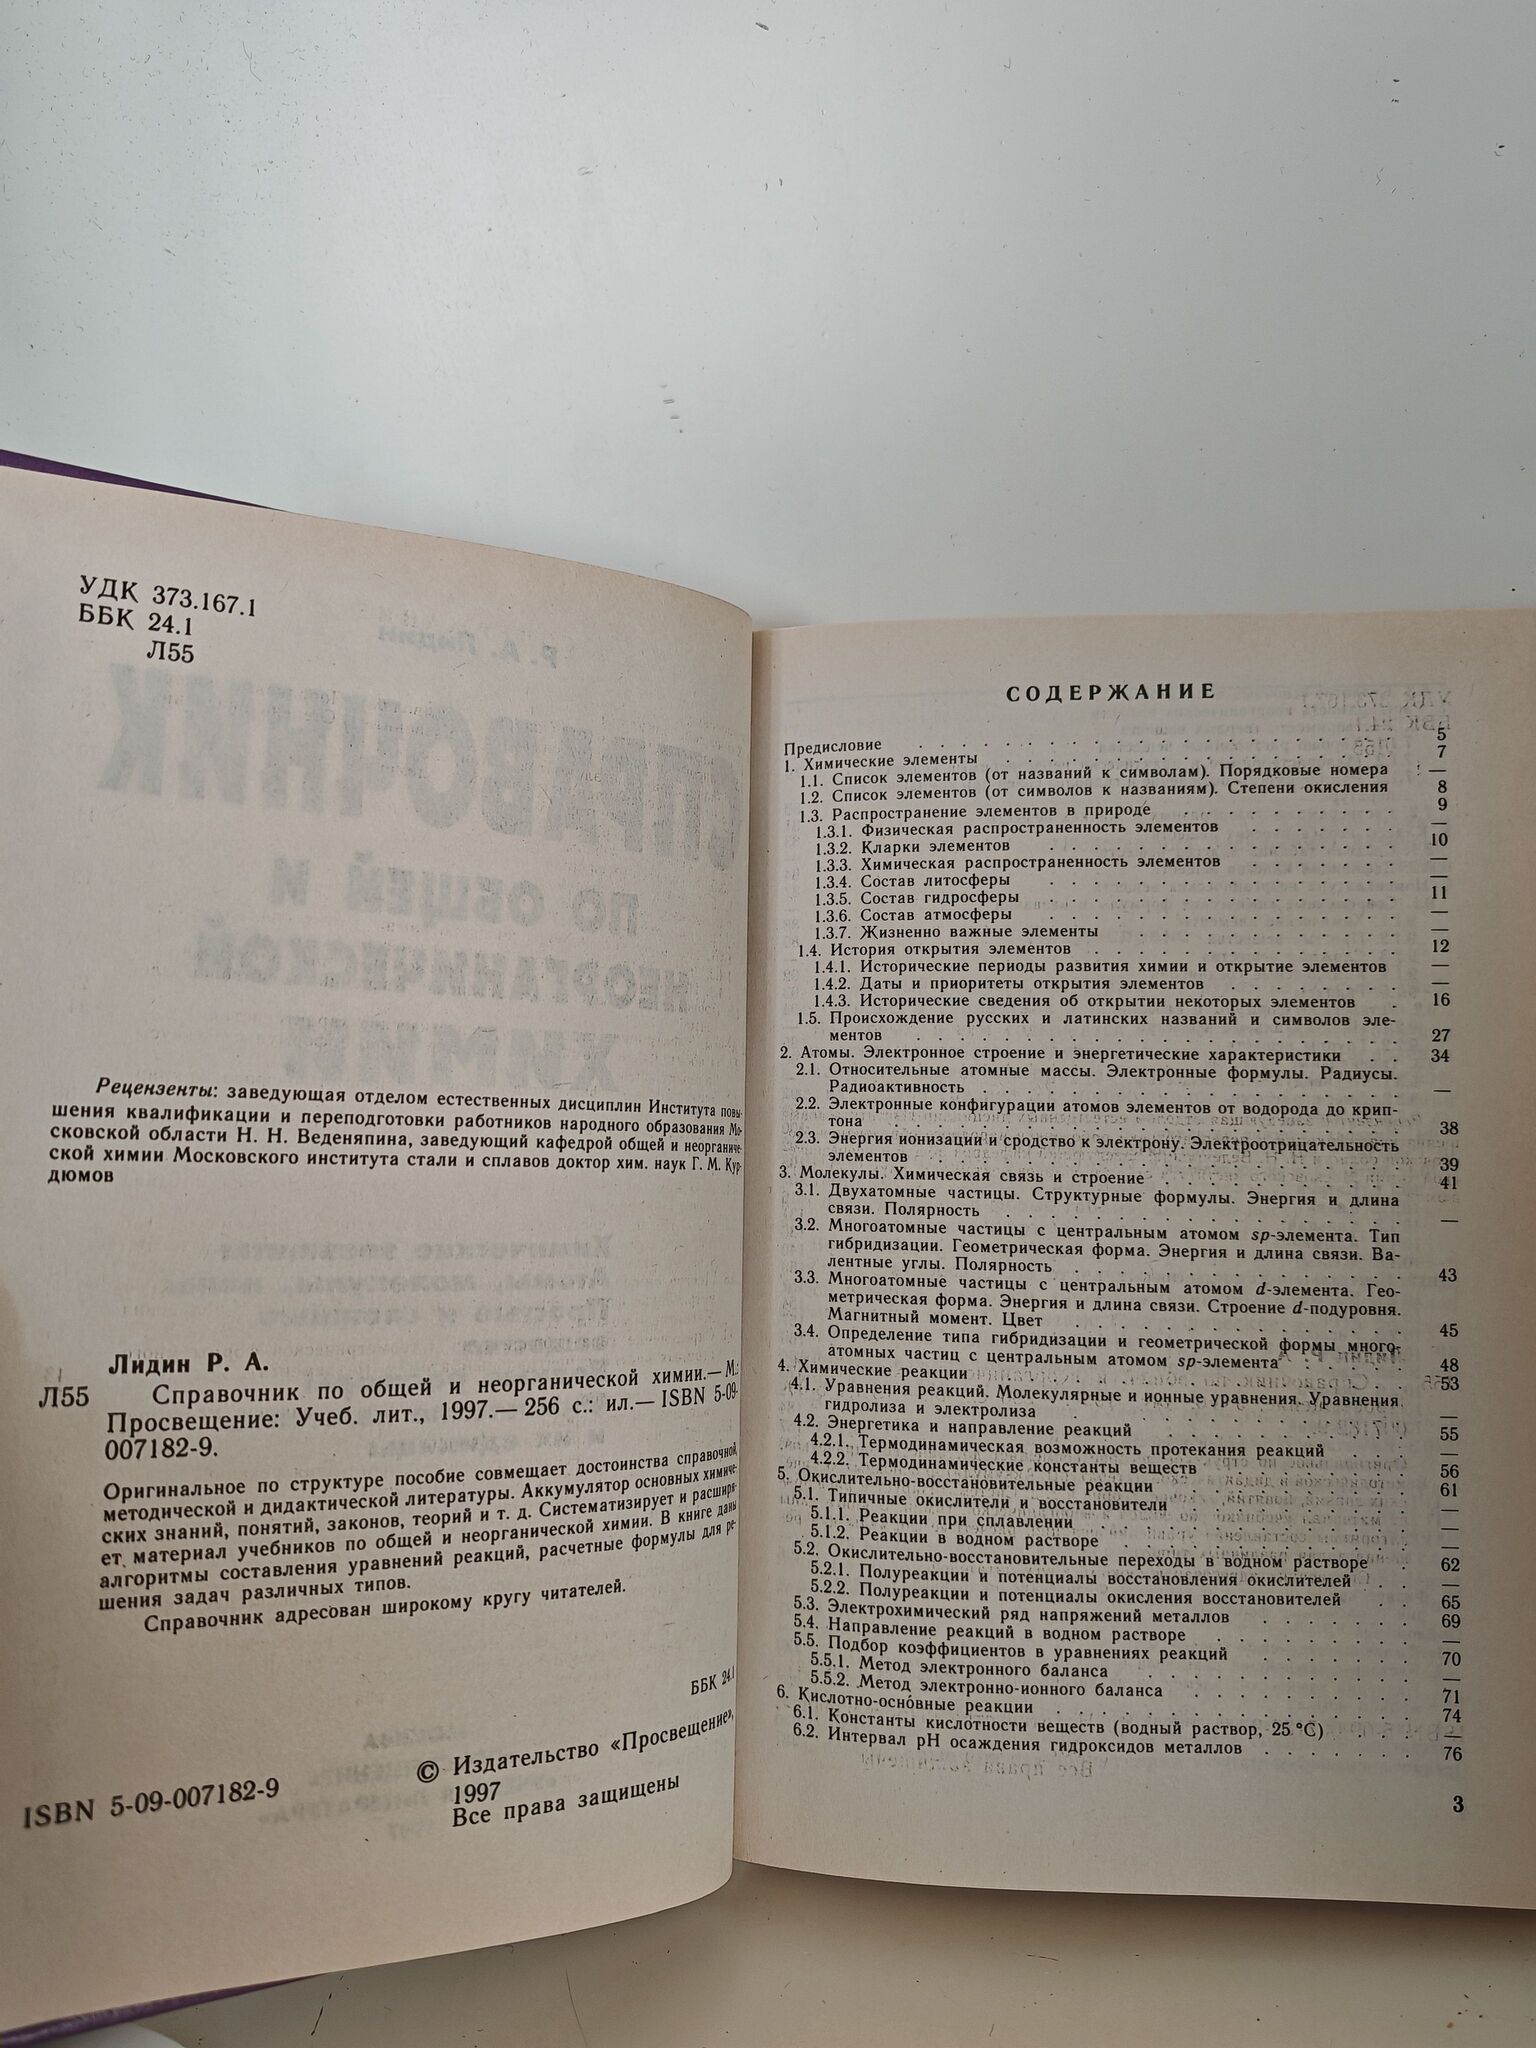 УДК 373.167.1
ББК 24.1
Л55
Рецензенты: заведующая отделом естественных дисциплин Института повы-
шения квалификации и переподготовки работников народного образования Мо-
сковской области Н. Н. Веденяпина, заведующий кафедрой общей и неорганиче-
ской химии Московского института стали и сплавов доктор хим. наук Г. М. Кур-
дюмов
Лидин Р. А.
Л55 Справочник по общей и неорганической химии.— М.:
Просвещение: Учеб. лит., 1997.— 256 с.: ил.— ISBN 5-09-
007182-9.
Оригинальное по структуре пособие совмещает достоинства справочной,
методической и дидактической литературы. Аккумулятор основных химиче-
ских знаний, понятий, законов, теорий и т. д. Систематизирует и расширя-
ет материал учебников по общей и неорганической химии. В книге даны
алгоритмы составления уравнений реакций, расчетные формулы для ре-
шения задач различных типов.
Справочник адресован широкому кругу читателей.
ББК 24.1
ISBN 5-09-007182-9
© Издательство «Просвещение»,
1997
Все права защищены
СОДЕРЖАНИЕ
Предисловие . . . 5
1. Химические элементы . . . 7
1.1. Список элементов (от названий к символам). Порядковые номера —
1.2. Список элементов (от символов к названиям). Степени окисления 8
1.3. Распространение элементов в природе . . . 9
1.3.1. Физическая распространенность элементов . . . —
1.3.2. Кларки элементов . . . 10
1.3.3. Химическая распространенность элементов . . . —
1.3.4. Состав литосферы . . . —
1.3.5. Состав гидросферы . . . 11
1.3.6. Состав атмосферы . . . —
1.3.7. Жизненно важные элементы . . . —
1.4. История открытия элементов . . . 12
1.4.1. Исторические периоды развития химии и открытие элементов —
1.4.2. Даты и приоритеты открытия элементов . . . —
1.4.3. Исторические сведения об открытии некоторых элементов . 16
1.5. Происхождение русских и латинских названий и символов эле-
ментов . . . 27
2. Атомы. Электронное строение и энергетические характеристики . . 34
2.1. Относительные атомные массы. Электронные формулы. Радиусы.
Радиоактивность . . . —
2.2. Электронные конфигурации атомов элементов от водорода до крип-
тона . . . 38
2.3. Энергия ионизации и сродство к электрону. Электроотрицательность
элементов . . . 39
3. Молекулы. Химическая связь и строение . . . 41
3.1. Двухатомные частицы. Структурные формулы. Энергия и длина
связи. Полярность . . . —
3.2. Многоатомные частицы с центральным атомом sp-элемента. Тип
гибридизации. Геометрическая форма. Энергия и длина связи. Ва-
лентные углы. Полярность . . . 43
3.3. Многоатомные частицы с центральным атомом d-элемента. Гео-
метрическая форма. Энергия и длина связи. Строение d-подуровня.
Магнитный момент. Цвет . . . 45
3.4. Определение типа гибридизации и геометрической формы много-
атомных частиц с центральным атомом sp-элемента . . . 48
4. Химические реакции . . . 53
4.1. Уравнения реакций. Молекулярные и ионные уравнения. Уравнения
гидролиза и электролиза . . . —
4.2. Энергетика и направление реакций . . . 55
4.2.1. Термодинамическая возможность протекания реакций . . . —
4.2.2. Термодинамические константы веществ . . . 56
5. Окислительно-восстановительные реакции . . . 61
5.1. Типичные окислители и восстановители . . . —
5.1.1. Реакции при сплавлении . . . —
5.1.2. Реакции в водном растворе . . . —
5.2. Окислительно-восстановительные переходы в водном растворе . 62
5.2.1. Полуреакции и потенциалы восстановления окислителей . . —
5.2.2. Полуреакции и потенциалы окисления восстановителей . . 65
5.3. Электрохимический ряд напряжений металлов . . . 69
5.4. Направление реакций в водном растворе . . . —
5.5. Подбор коэффициентов в уравнениях реакций . . . 70
5.5.1. Метод электронного баланса . . . —
5.5.2. Метод электронно-ионного баланса . . . 71
6. Кислотно-основные реакции . . . 74
6.1. Константы кислотности веществ (водный раствор, 25 °C) . . . —
6.2. Интервал pH осаждения гидроксидов металлов . . . 76
3